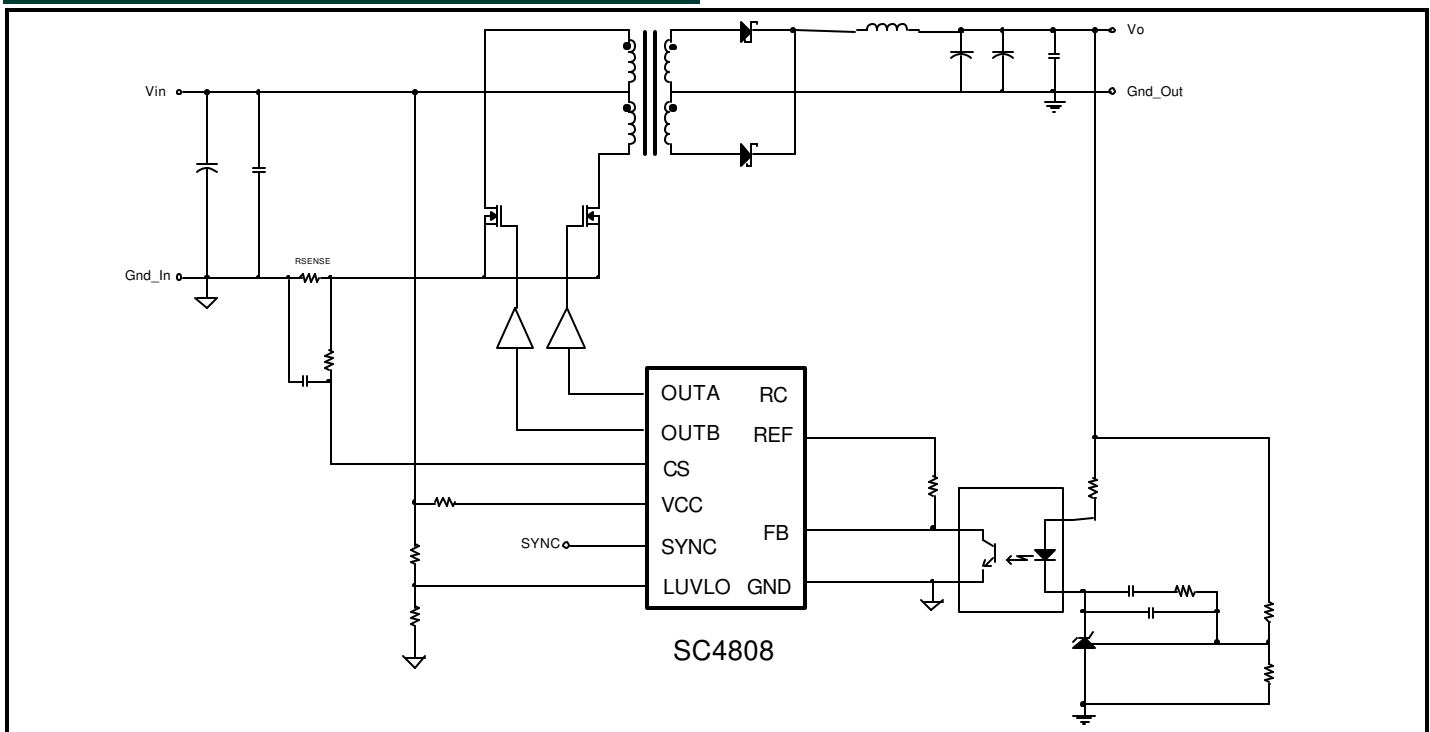 Vo
Vin
Gnd_Out
Gnd_In
RSENSE
OUTA
RC
OUTB
REF
CS
VCC
FB
SYNC
SYNC
LUVLO
GND
SC4808